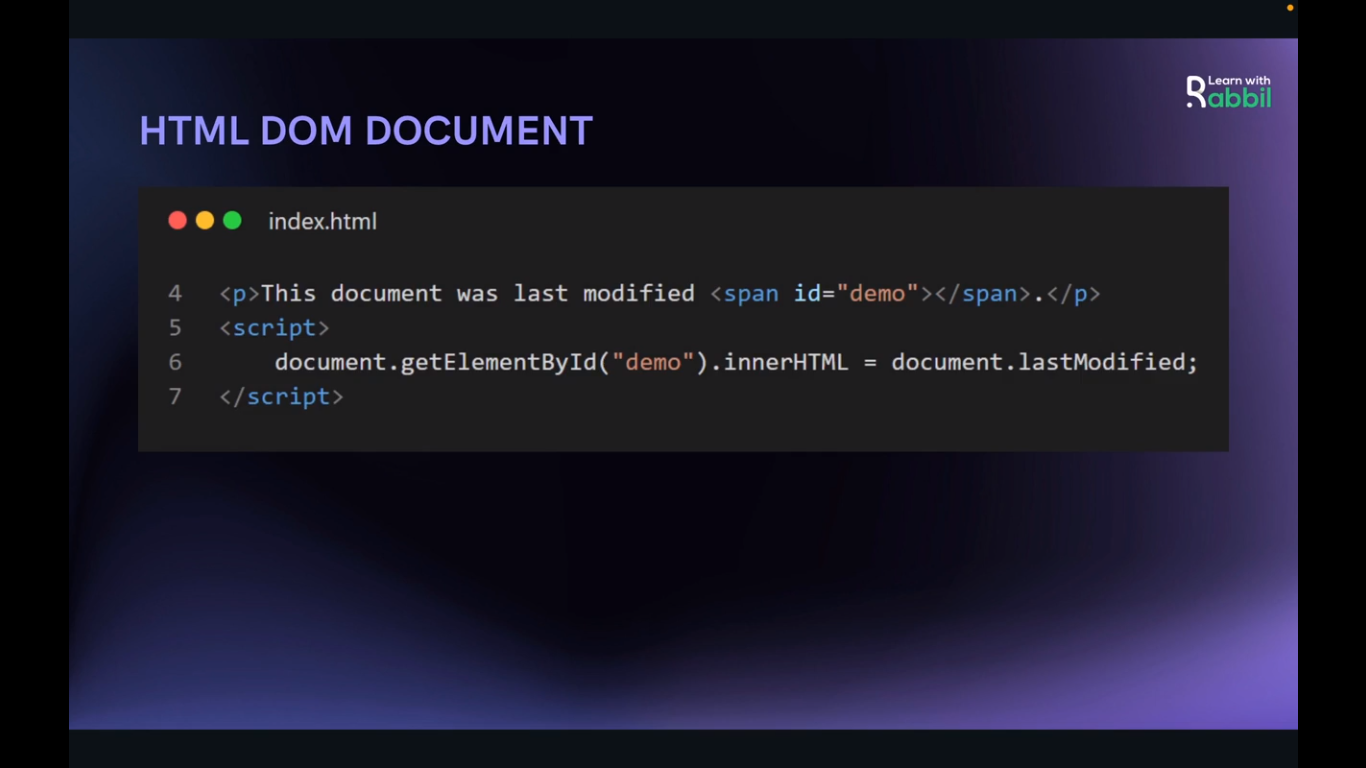 Learn with
Rabbil
HTML DOM DOCUMENT
index.html
4 <p>This document was last modified <span id="demo"></span>.</p>
5 <script>
6 document.getElementById("demo").innerHTML = document.lastModified;
7 </script>